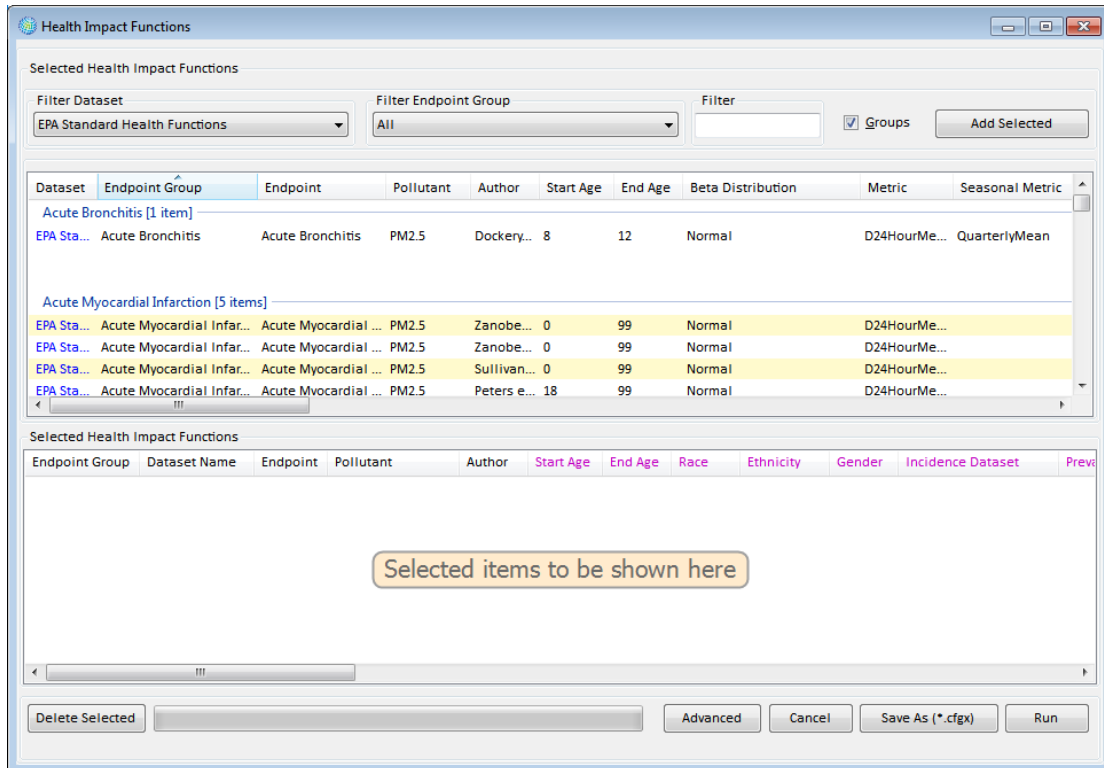 Health Impact Functions
Selected Health Impact Functions
Filter Dataset Filter Endpoint Group Filter
EPA Standard Health Functions All Groups Add Selected
Dataset Endpoint Group Endpoint Pollutant Author Start Age End Age Beta Distribution Metric Seasonal Metric
Acute Bronchitis [1 item]
EPA Sta... Acute Bronchitis Acute Bronchitis PM2.5 Dockery... 8 12 Normal D24HourMe... QuarterlyMean
Acute Myocardial Infarction [5 items]
EPA Sta... Acute Myocardial Infar... Acute Myocardial ... PM2.5 Zanobe... 0 99 Normal D24HourMe...
EPA Sta... Acute Myocardial Infar... Acute Myocardial ... PM2.5 Zanobe... 0 99 Normal D24HourMe...
EPA Sta... Acute Myocardial Infar... Acute Myocardial ... PM2.5 Sullivan... 0 99 Normal D24HourMe...
EPA Sta... Acute Myocardial Infar... Acute Myocardial ... PM2.5 Peters e... 18 99 Normal D24HourMe...
Selected Health Impact Functions
Endpoint Group Dataset Name Endpoint Pollutant Author Start Age End Age Race Ethnicity Gender Incidence Dataset Preva
Selected items to be shown here
Delete Selected Advanced Cancel Save As (*.cfgx) Run